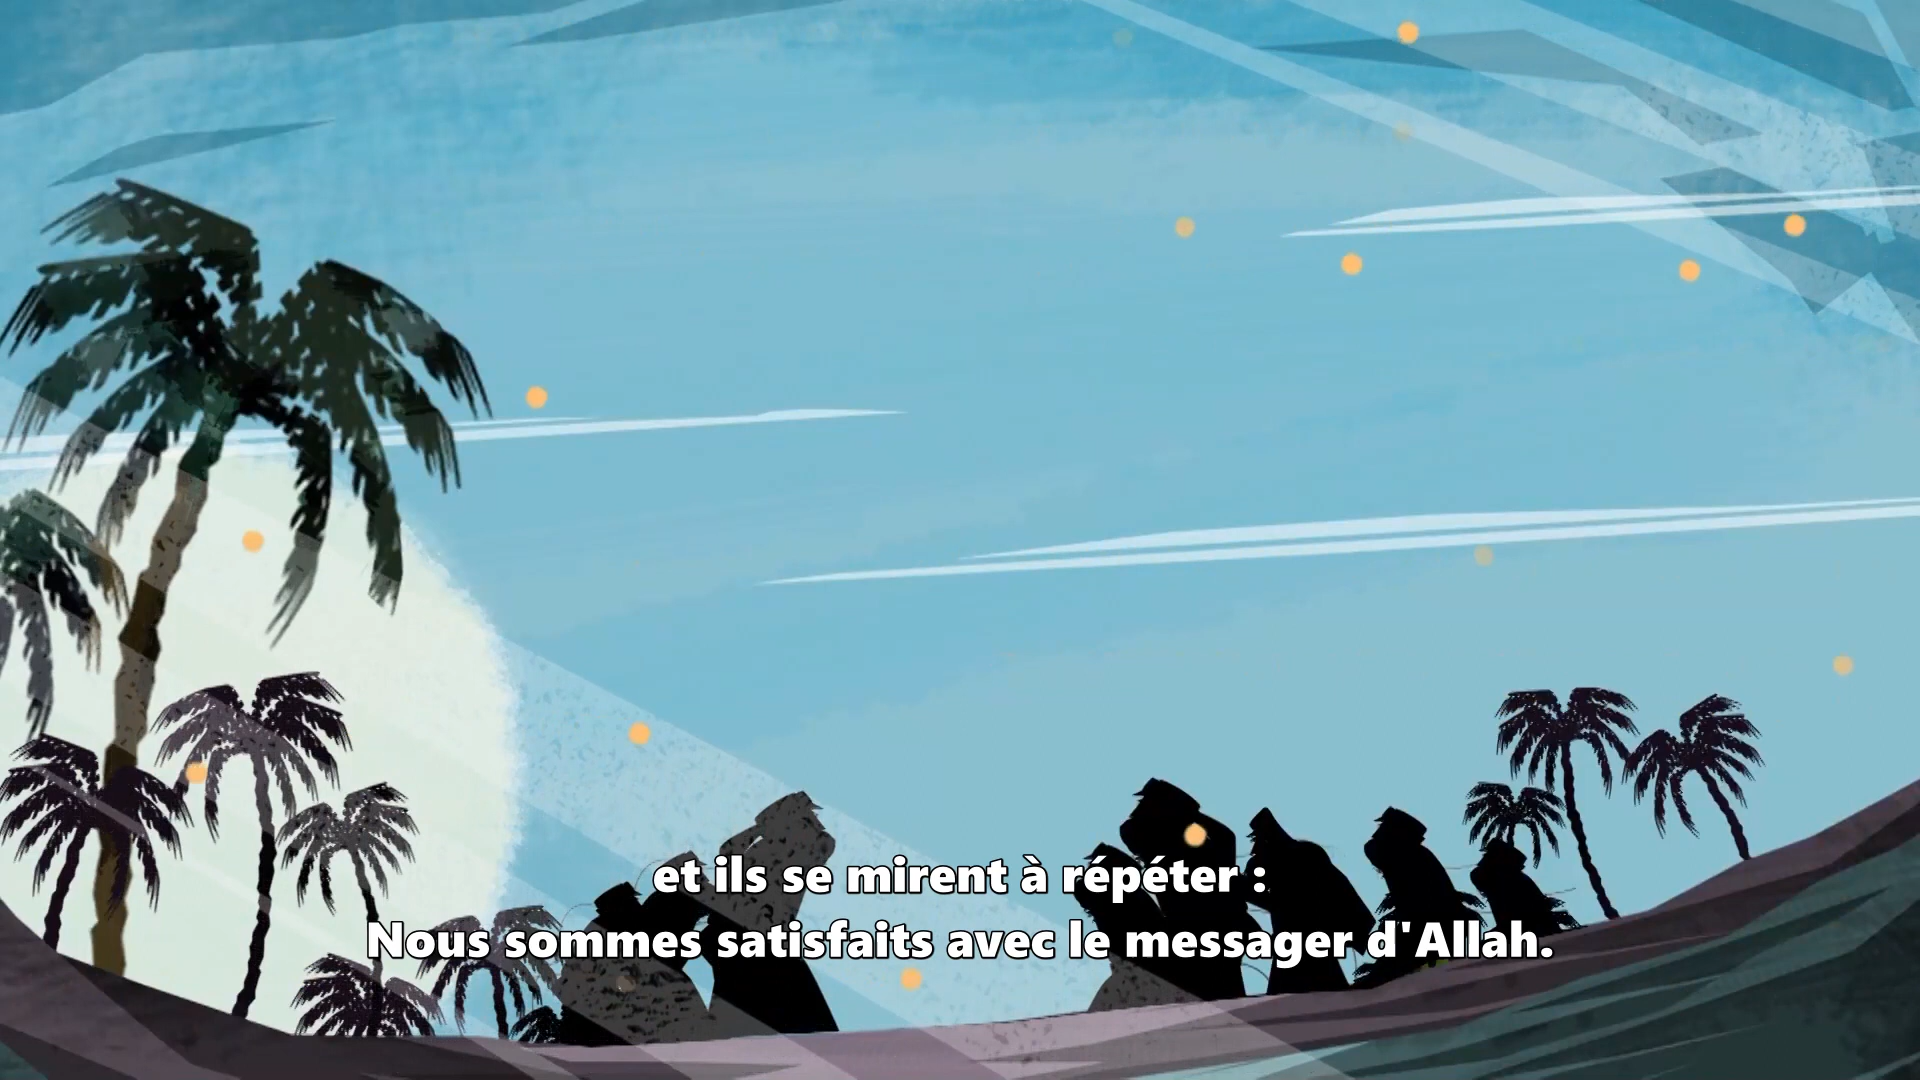 et ils se mirent à répéter :
Nous sommes satisfaits avec le messager d'Allah.